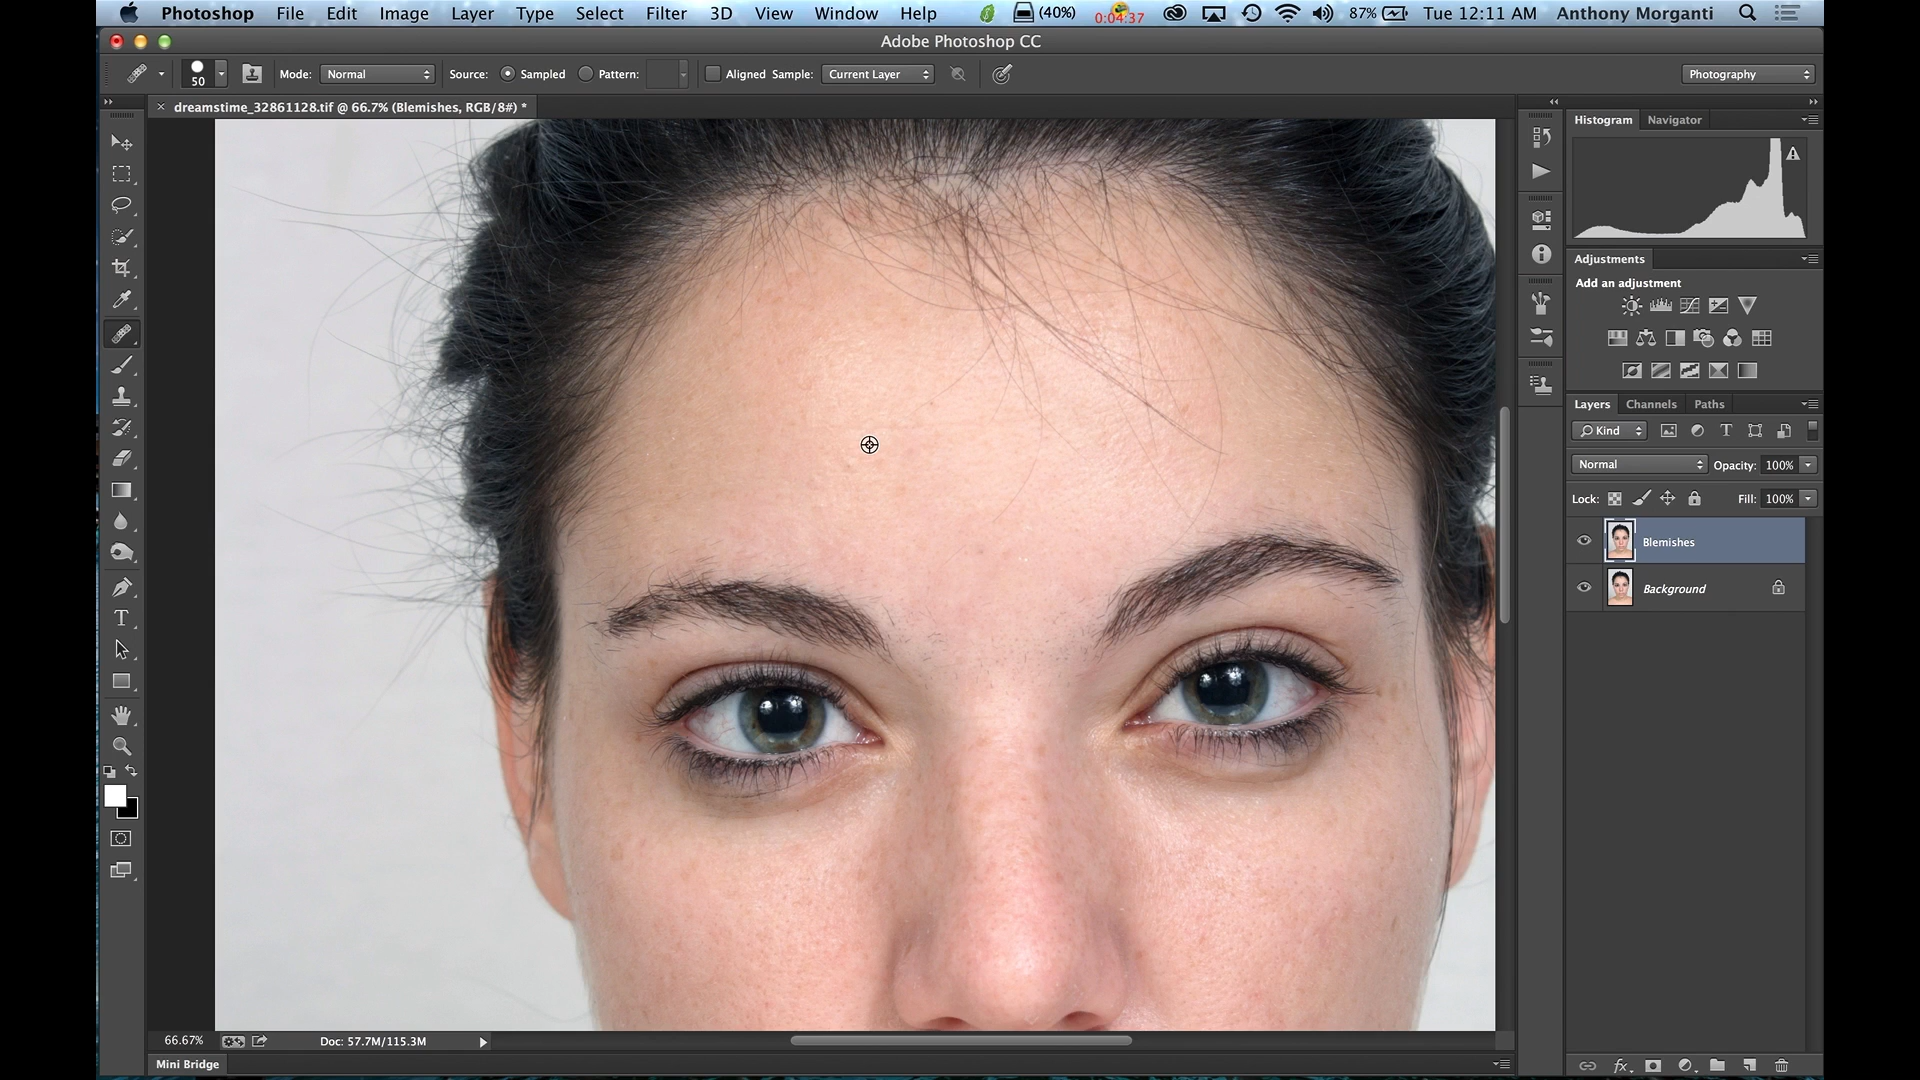 Photoshop File Edit Image Layer Type Select Filter 3D View Window Help (40%) 0:04:37 87% Tue 12:11 AM Anthony Morganti
Adobe Photoshop CC
50 Mode: Normal Source: Sampled Pattern: Aligned Sample: Current Layer Photography
dreamstime_32861128.tif @ 66.7% (Blemishes, RGB/8#) *
Histogram Navigator
Adjustments
Add an adjustment
Layers Channels Paths
Kind
Normal Opacity: 100%
Lock: Fill: 100%
Blemishes
Background
66.67% Doc: 57.7M/115.3M
Mini Bridge